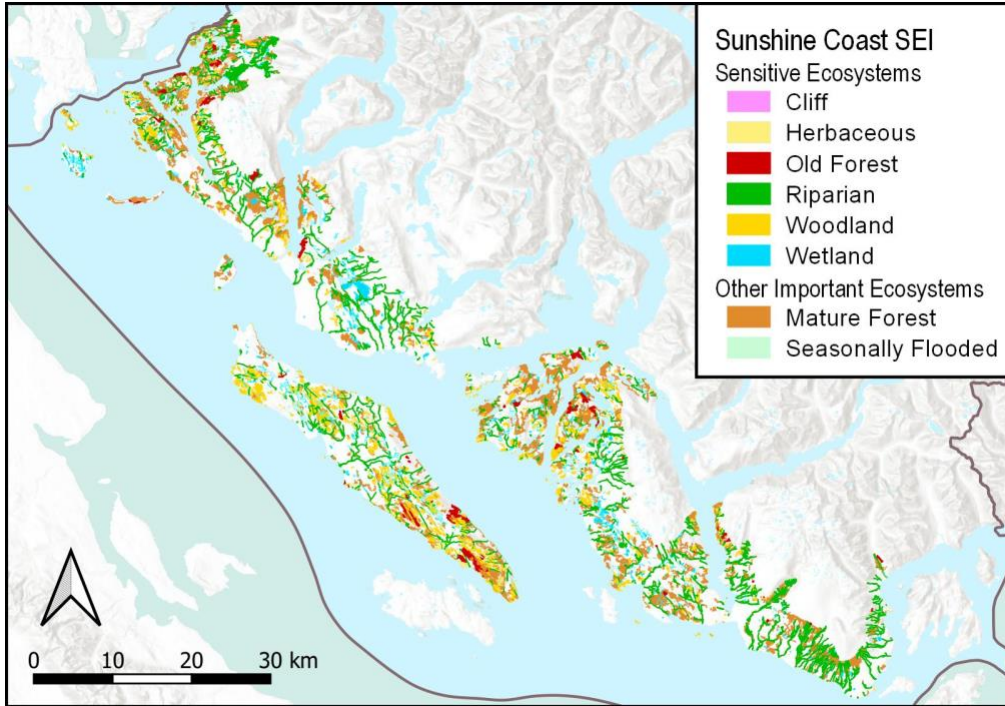 Sunshine Coast SEI
Sensitive Ecosystems
Cliff
Herbaceous
Old Forest
Riparian
Woodland
Wetland
Other Important Ecosystems
Mature Forest
Seasonally Flooded
0 10 20 30 km